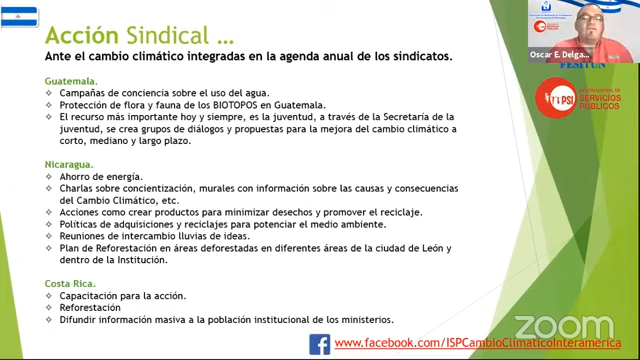 Acción Sindical ...
Ante el cambio climático integradas en la agenda anual de los sindicatos.
Guatemala.
Campañas de conciencia sobre el uso del agua.
Protección de flora y fauna de los BIOTOPOS en Guatemala.
El recurso más importante hoy y siempre, es la juventud, a través de la Secretaría de la
juventud, se crea grupos de diálogos y propuestas para la mejora del cambio climático a
corto, mediano y largo plazo.
Nicaragua.
Ahorro de energía.
Charlas sobre concientización, murales con información sobre las causas y consecuencias
del Cambio Climático, etc.
Acciones como crear productos para minimizar desechos y promover el reciclaje.
Políticas de adquisiciones y reciclajes para potenciar el medio ambiente.
Reuniones de intercambio lluvias de ideas.
Plan de Reforestación en áreas deforestadas en diferentes áreas de la ciudad de León y
dentro de la Institución.
Costa Rica.
Capacitación para la acción.
Reforestación
Difundir información masiva a la población institucional de los ministerios.
www.facebook.com/ISPCambioClimaticoInteramerica
Oscar E. Delga...
FESITUN
PSI
INTERNACIONAL DE
SERVICIOS
PÚBLICOS
zoom